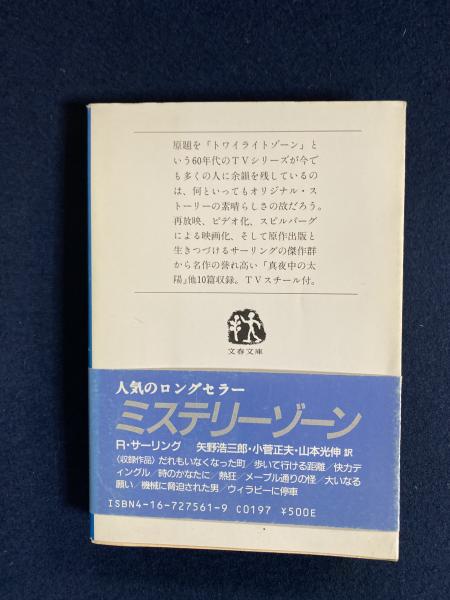 原題を「トワイライトゾーン」と
いう60年代のTVシリーズが今で
も多くの人に余韻を残しているの
は、何といってもオリジナル・ス
トーリーの素晴らしさの故だろう。
再放映、ビデオ化、スピルバーグ
による映画化、そして原作出版と
生きつづけるサーリングの傑作群
から名作の誉れ高い「真夜中の太
陽」他10篇収録。TVスチール付。
文春文庫
人気のロングセラー
ミステリーゾーン
R・サーリング 矢野浩三郎・小菅正夫・山本光伸 訳
〈収録作品〉だれもいなくなった町/歩いて行ける距離/快カテ
ィングル/時のかなたに/熱狂/メープル通りの怪/大いなる
願い/機械に脅迫された男/ウィラビーに停車
ISBN4-16-727561-9 C0197 ¥500E